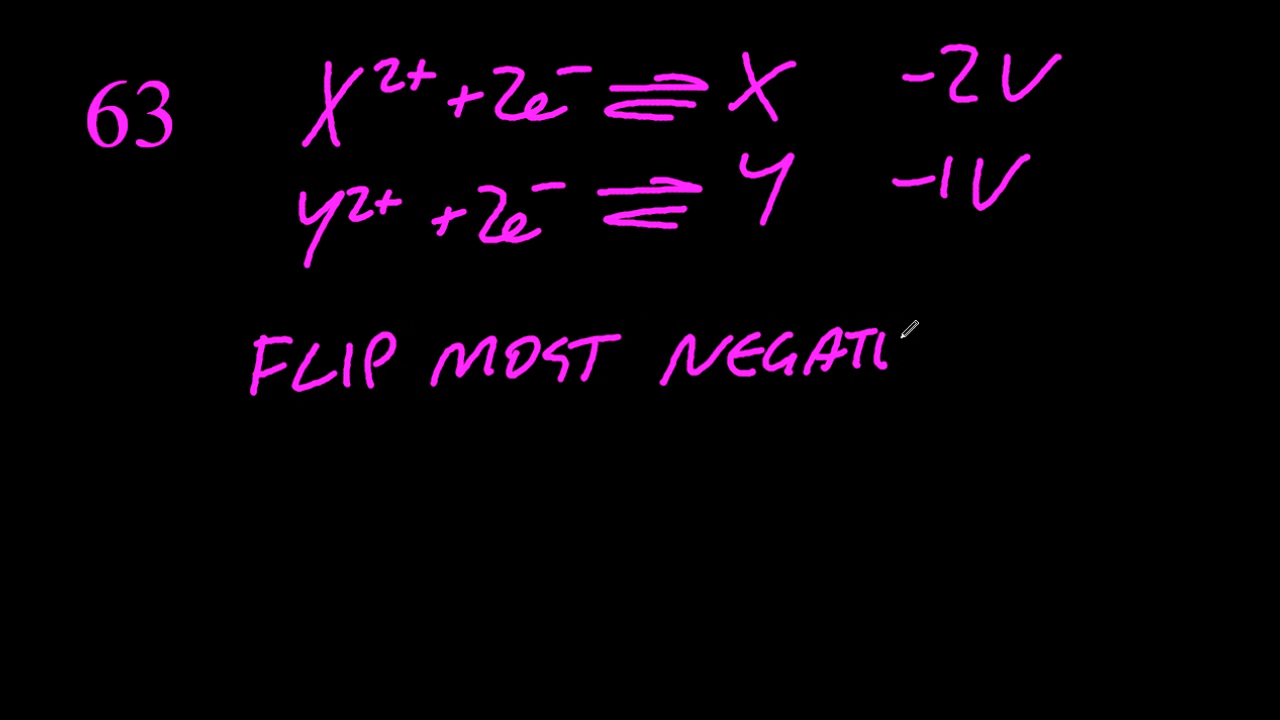 63 X²⁺ + 2e⁻ ⇌ X -2V
Y²⁺ + 2e⁻ ⇌ Y -1V
FLIP MOST NEGATI